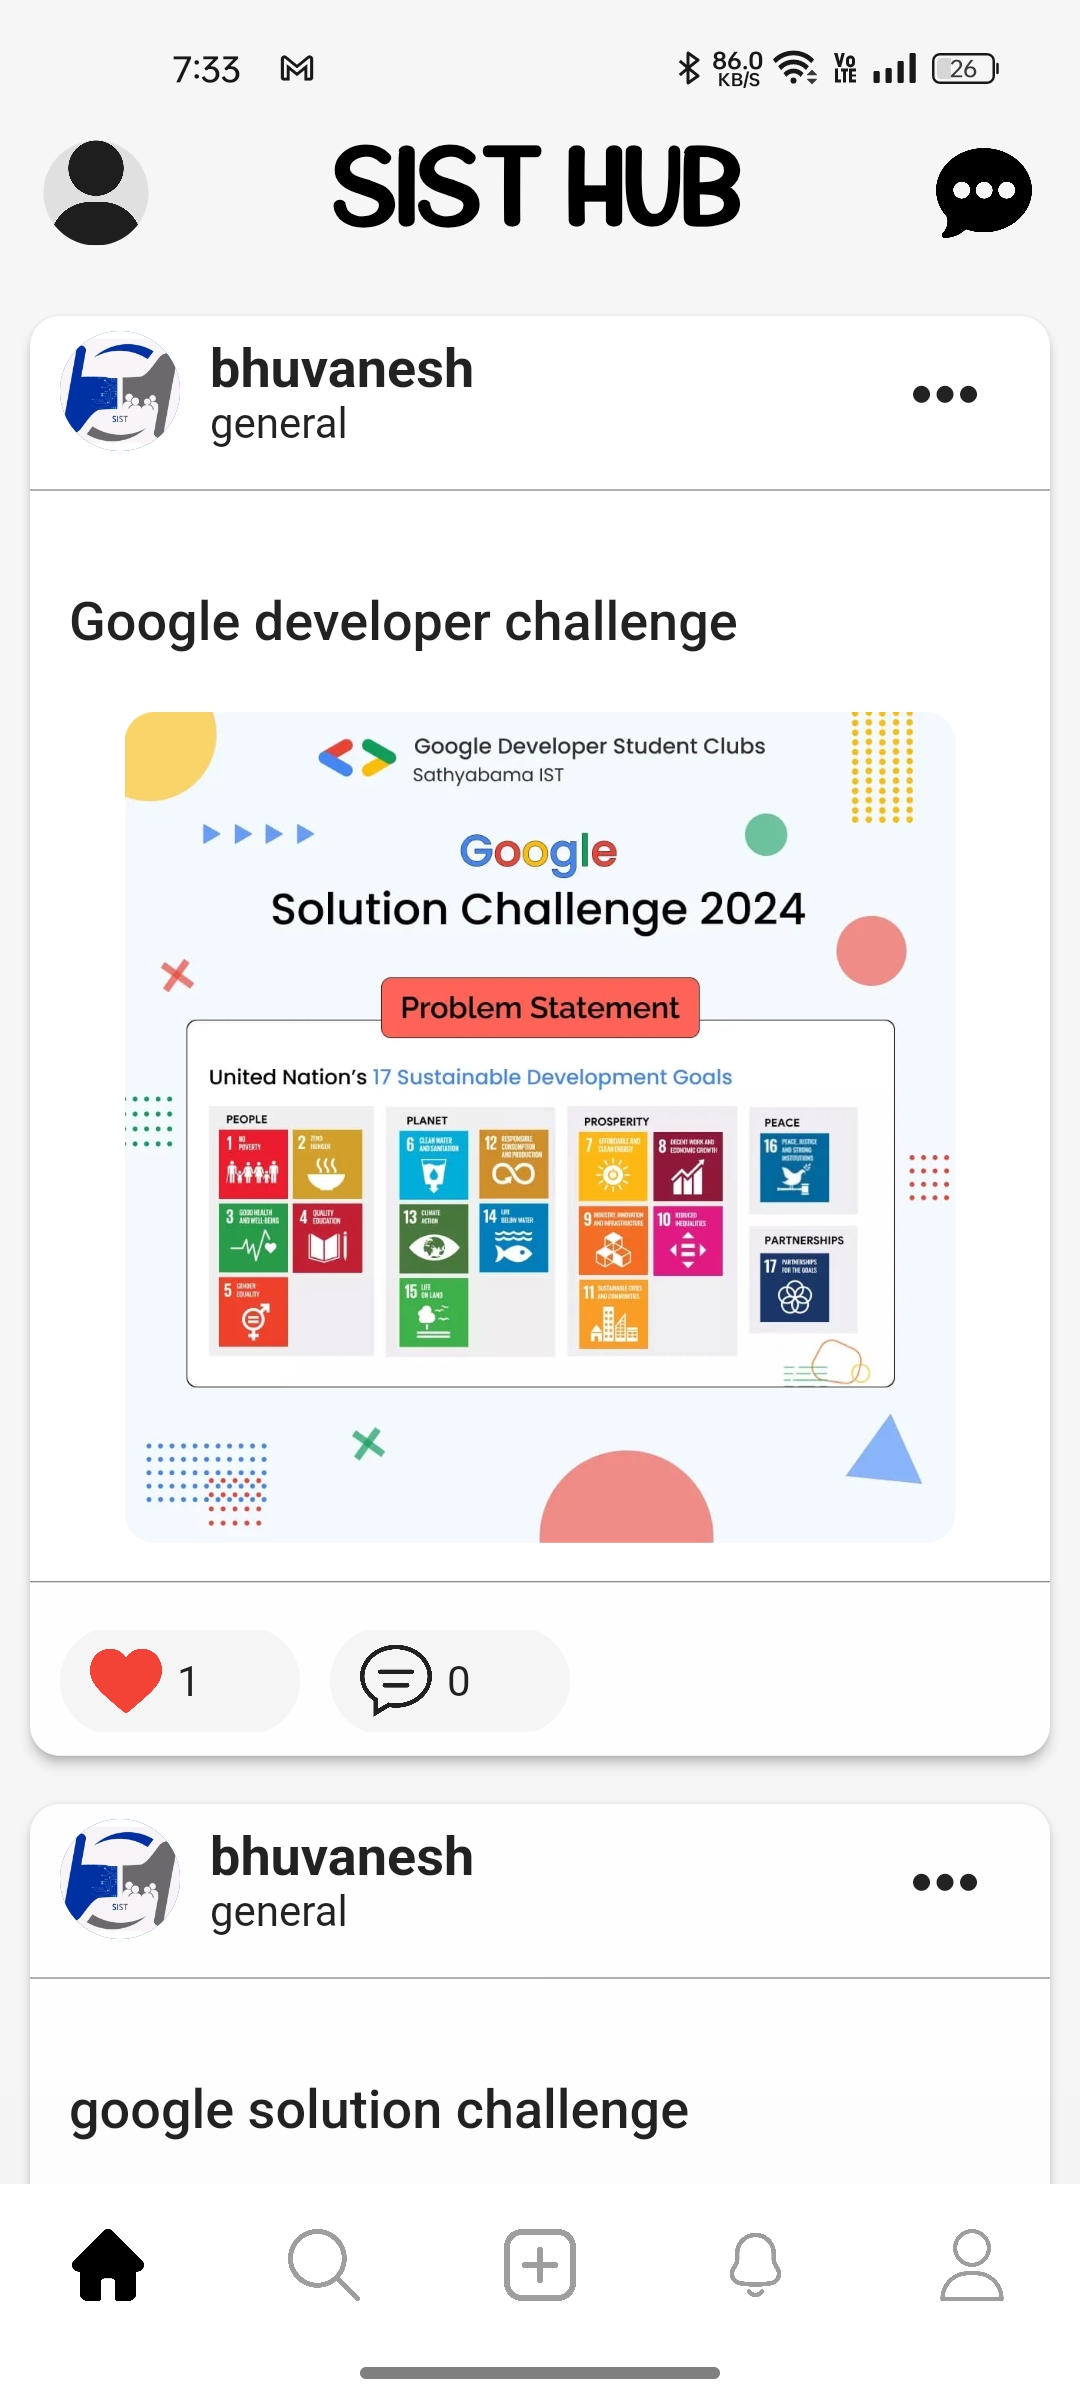 7:33
86.0
KB/S
Vo
LTE
26
SIST HUB
SIST
bhuvanesh
general
Google developer challenge
Google Developer Student Clubs
Sathyabama IST
Google
Solution Challenge 2024
Problem Statement
United Nation's 17 Sustainable Development Goals
PEOPLE
1 NO
POVERTY
2 ZERO
HUNGER
3 GOOD HEALTH
AND WELL-BEING
4 QUALITY
EDUCATION
5 GENDER
EQUALITY
PLANET
6 CLEAN WATER
AND SANITATION
12 RESPONSIBLE
CONSUMPTION
AND PRODUCTION
13 CLIMATE
ACTION
14 LIFE
BELOW WATER
15 LIFE
ON LAND
PROSPERITY
7 AFFORDABLE AND
CLEAN ENERGY
8 DECENT WORK AND
ECONOMIC GROWTH
9 INDUSTRY, INNOVATION
AND INFRASTRUCTURE
10 REDUCED
INEQUALITIES
11 SUSTAINABLE CITIES
AND COMMUNITIES
PEACE
16 PEACE, JUSTICE
AND STRONG
INSTITUTIONS
PARTNERSHIPS
17 PARTNERSHIPS
FOR THE GOALS
1
0
SIST
bhuvanesh
general
google solution challenge